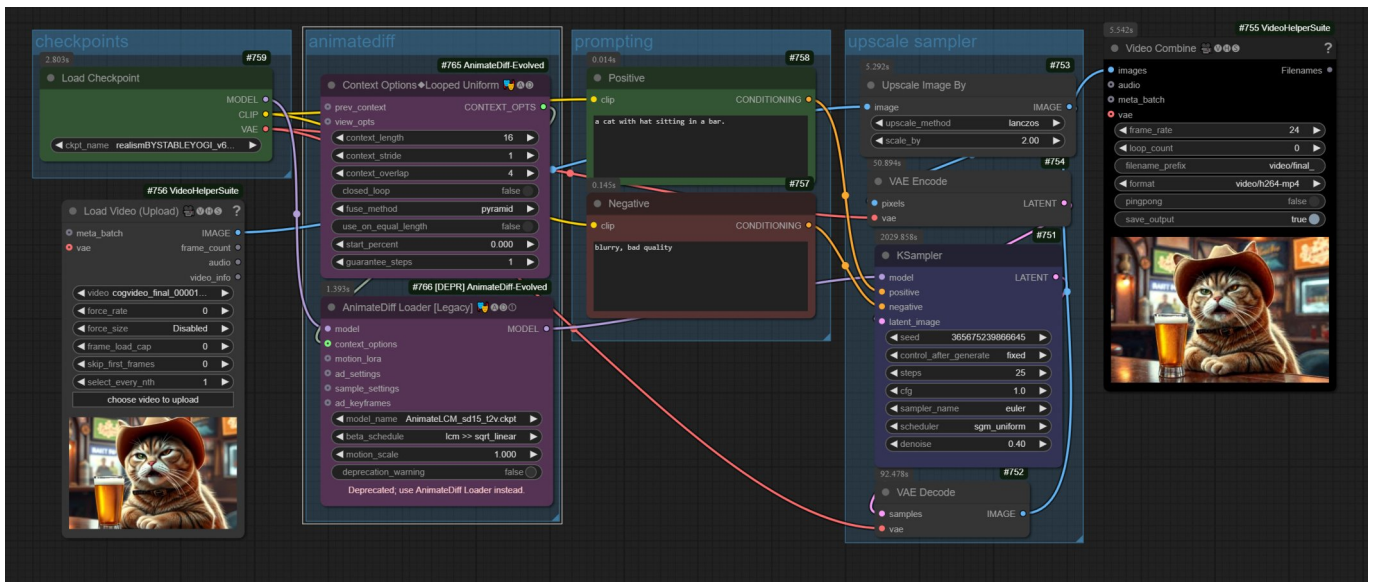 checkpoints
2.803s
#759
Load Checkpoint
MODEL
CLIP
VAE
ckpt_name realismBYSTABLEYOGI_v6...
#756 VideoHelperSuite
Load Video (Upload) ?
meta_batch IMAGE
vae frame_count
audio
video_info
video cogvideo_final_00001...
force_rate 0
force_size Disabled
frame_load_cap 0
skip_first_frames 0
select_every_nth 1
choose video to upload
animatediff
#765 AnimateDiff-Evolved
Context Options◆Looped Uniform
prev_context CONTEXT_OPTS
view_opts
context_length 16
context_stride 1
context_overlap 4
closed_loop false
fuse_method pyramid
use_on_equal_length false
start_percent 0.000
guarantee_steps 1
1.393s
#766 [DEPR] AnimateDiff-Evolved
AnimateDiff Loader [Legacy]
model MODEL
context_options
motion_lora
ad_settings
sample_settings
ad_keyframes
model_name AnimateLCM_sd15_t2v.ckpt
beta_schedule lcm >> sqrt_linear
motion_scale 1.000
deprecation_warning false
Deprecated; use AnimateDiff Loader instead.
prompting
0.014s
#758
Positive
clip CONDITIONING
a cat with hat sitting in a bar.
0.145s
#757
Negative
clip CONDITIONING
blurry, bad quality
upscale sampler
5.292s
#753
Upscale Image By
image IMAGE
upscale_method lanczos
scale_by 2.00
50.894s
#754
VAE Encode
pixels LATENT
vae
2029.858s
#751
KSampler
model LATENT
positive
negative
latent_image
seed 365675239866645
control_after_generate fixed
steps 25
cfg 1.0
sampler_name euler
scheduler sgm_uniform
denoise 0.40
92.478s
#752
VAE Decode
samples IMAGE
vae
5.542s
#755 VideoHelperSuite
Video Combine ?
images Filenames
audio
meta_batch
vae
frame_rate 24
loop_count 0
filename_prefix video/final_
format video/h264-mp4
pingpong false
save_output true